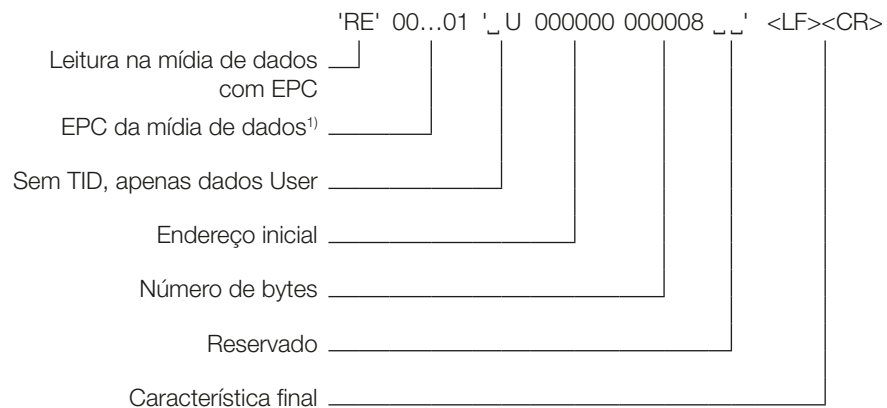 'RE' 00...01 '␣U 000000 000008 ␣␣' <LF><CR>
Leitura na mídia de dados
com EPC
EPC da mídia de dados¹⁾
Sem TID, apenas dados User
Endereço inicial
Número de bytes
Reservado
Característica final